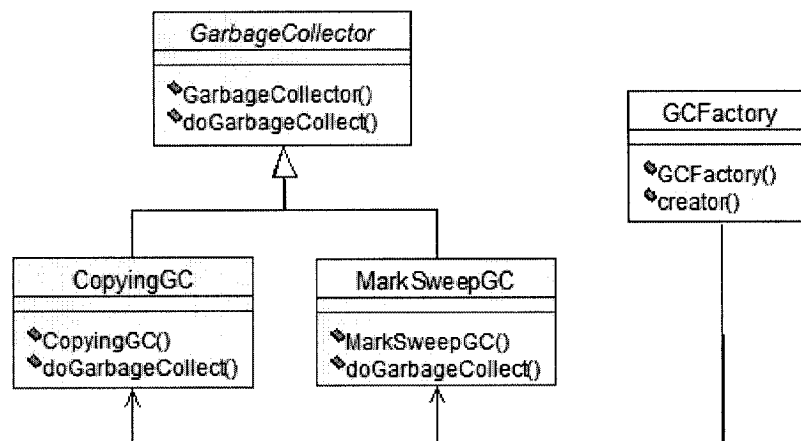 GarbageCollector
GarbageCollector()
doGarbageCollect()
GCFactory
GCFactory()
creator()
CopyingGC
CopyingGC()
doGarbageCollect()
MarkSweepGC
MarkSweepGC()
doGarbageCollect()